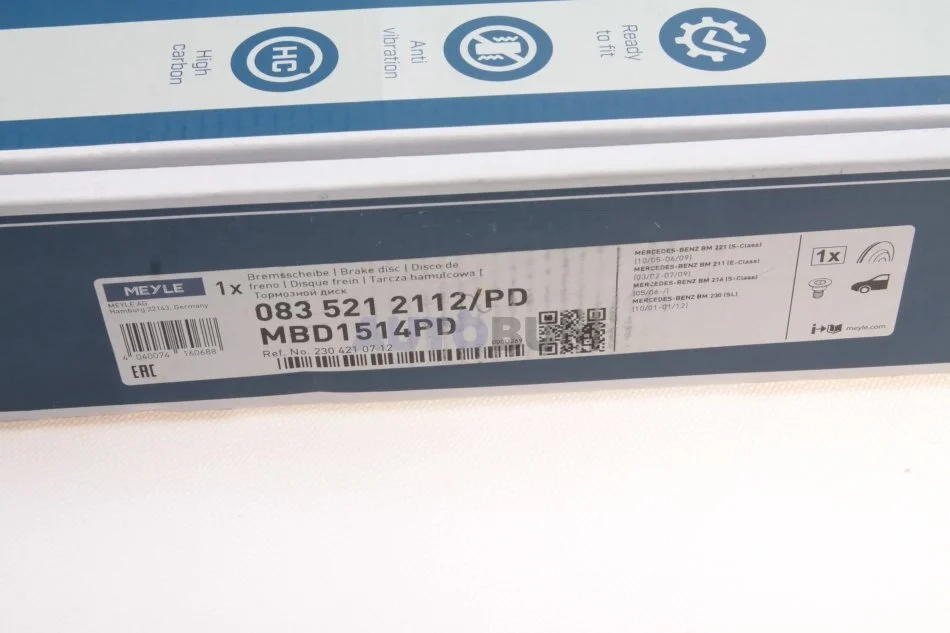 High
carbon
HC
Anti
vibration
Ready
to fit
MEYLE
MEYLE AG
Hamburg 22143, Germany
4 040074 160688
EAC
1x
Bremsscheibe | Brake disc | Disco de
freno | Disque frein | Tarcza hamulcowa |
Тормозной диск
083 521 2112/PD
MBD1514PD
Ref. No. 230 421 07 12
MERCEDES-BENZ BM 221 (S-Class)
(10/05-06/09)
MERCEDES-BENZ BM 211 (E-Class)
(03/02-07/09)
MERCEDES-BENZ BM 216 (S-Class)
(05/06-/)
MERCEDES-BENZ BM 230 (SL)
(10/01-01/12)
1x
meyle.com